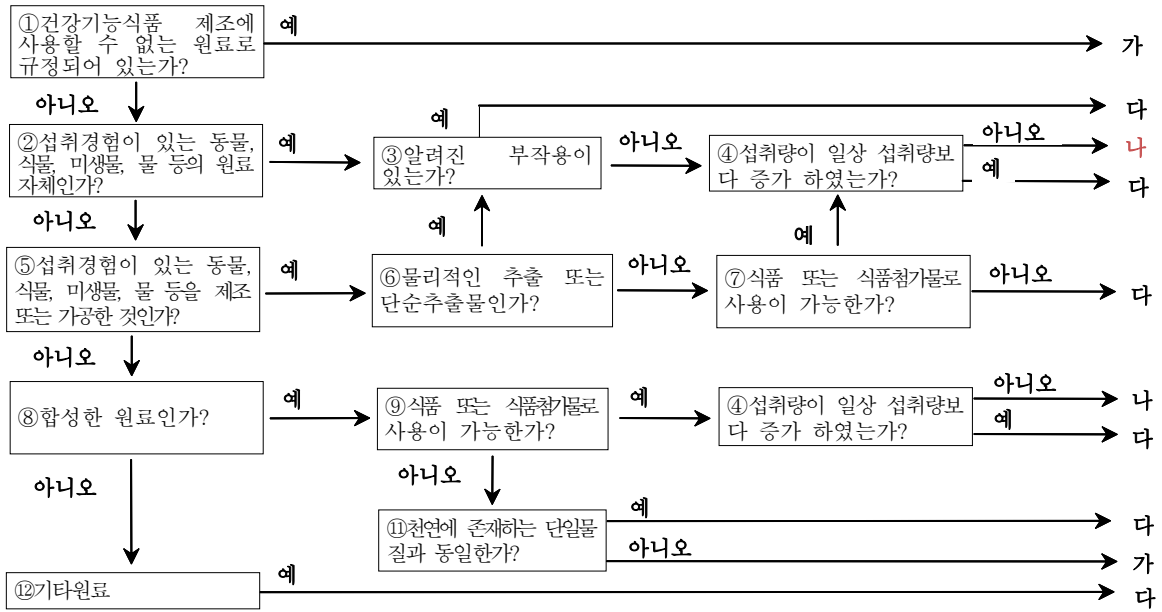 ①건강기능식품 제조에
사용할 수 없는 원료로
규정되어 있는가?
예
가
아니오
②섭취경험이 있는 동물,
식물, 미생물, 물 등의 원료
자체인가?
예
③알려진 부작용이
있는가?
예
다
아니오
④섭취량이 일상 섭취량보
다 증가 하였는가?
아니오
나
예
다
아니오
⑤섭취경험이 있는 동물,
식물, 미생물, 물 등을 제조
또는 가공한 것인가?
예
⑥물리적인 추출 또는
단순추출물인가?
예
아니오
⑦식품 또는 식품첨가물로
사용이 가능한가?
예
아니오
다
아니오
⑧합성한 원료인가?
예
⑨식품 또는 식품첨가물로
사용이 가능한가?
예
④섭취량이 일상 섭취량보
다 증가 하였는가?
아니오
나
예
다
아니오
⑪천연에 존재하는 단일물
질과 동일한가?
예
다
아니오
가
아니오
⑫기타원료
예
다